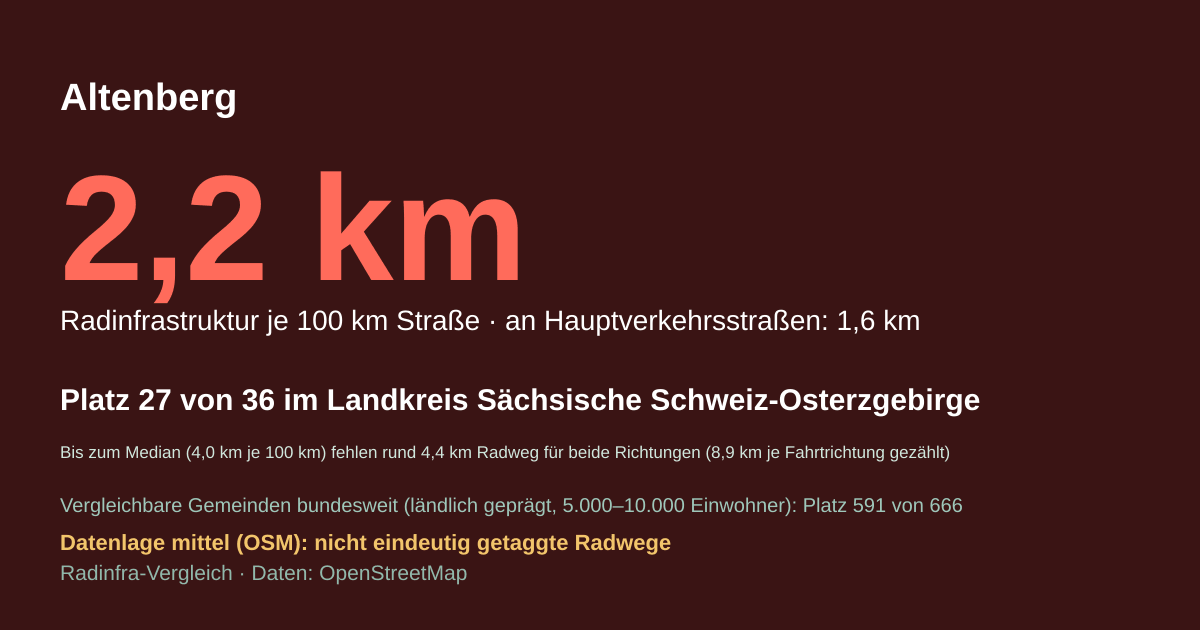 Altenberg
2,2 km
Radinfrastruktur je 100 km Straße · an Hauptverkehrsstraßen: 1,6 km
Platz 27 von 36 im Landkreis Sächsische Schweiz-Osterzgebirge
Bis zum Median (4,0 km je 100 km) fehlen rund 4,4 km Radweg für beide Richtungen (8,9 km je Fahrtrichtung gezählt)
Vergleichbare Gemeinden bundesweit (ländlich geprägt, 5.000–10.000 Einwohner): Platz 591 von 666
Datenlage mittel (OSM): nicht eindeutig getaggte Radwege
Radinfra-Vergleich · Daten: OpenStreetMap